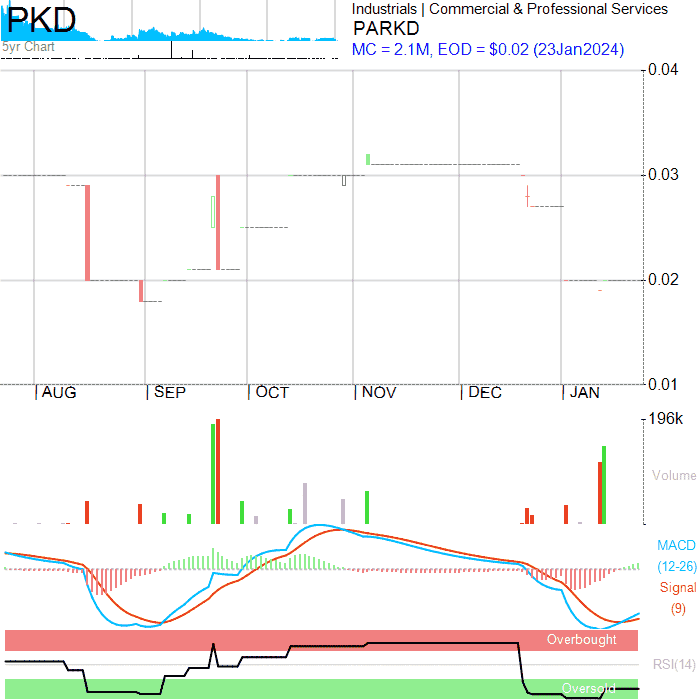 PKD
5yr Chart
Industrials | Commercial & Professional Services
PARKD
MC = 2.1M, EOD = $0.02 (23Jan2024)
0.04
0.03
0.02
0.01
AUG SEP OCT NOV DEC JAN
196k
Volume
MACD
(12-26)
Signal
(9)
Overbought
RSI(14)
Oversold